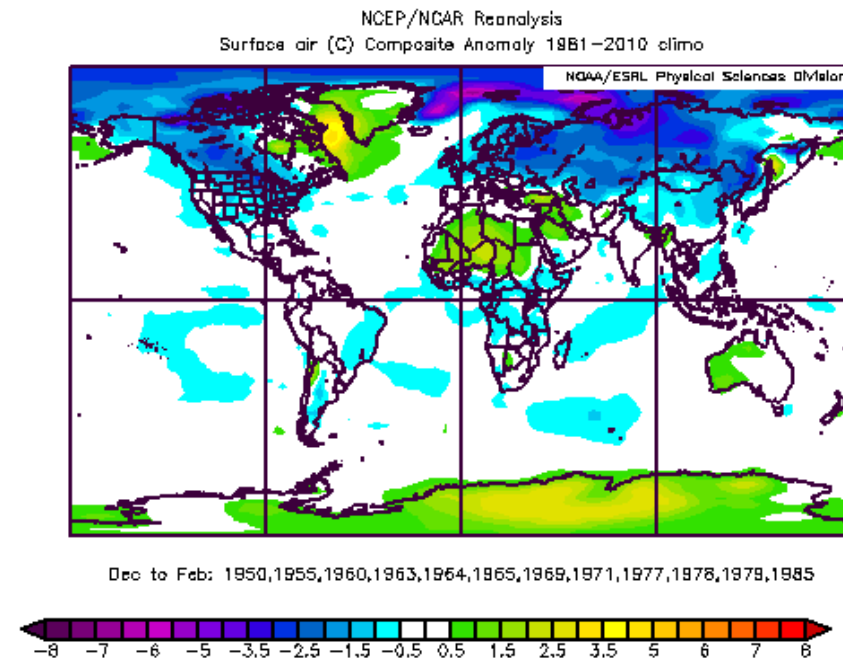 NCEP/NCAR Reanalysis
Surface air (C) Composite Anomaly 1981-2010 climo
NOAA/ESRL Physical Sciences Division
Dec to Feb: 1950,1955,1960,1963,1964,1965,1969,1971,1977,1978,1979,1985
-8 -7 -6 -5 -3.5 -2.5 -1.5 -0.5 0.5 1.5 2.5 3.5 5 6 7 8